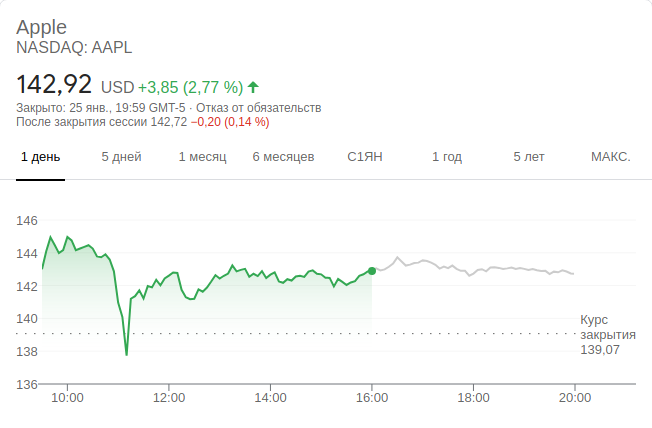 Apple
NASDAQ: AAPL
142,92 USD +3,85 (2,77 %)
Закрыто: 25 янв., 19:59 GMT-5 · Отказ от обязательств
После закрытия сессии 142,72 −0,20 (0,14 %)
1 день 5 дней 1 месяц 6 месяцев С1ЯН 1 год 5 лет МАКС.
146
144
142
140
Курс
закрытия
139,07
138
136
10:00 12:00 14:00 16:00 18:00 20:00